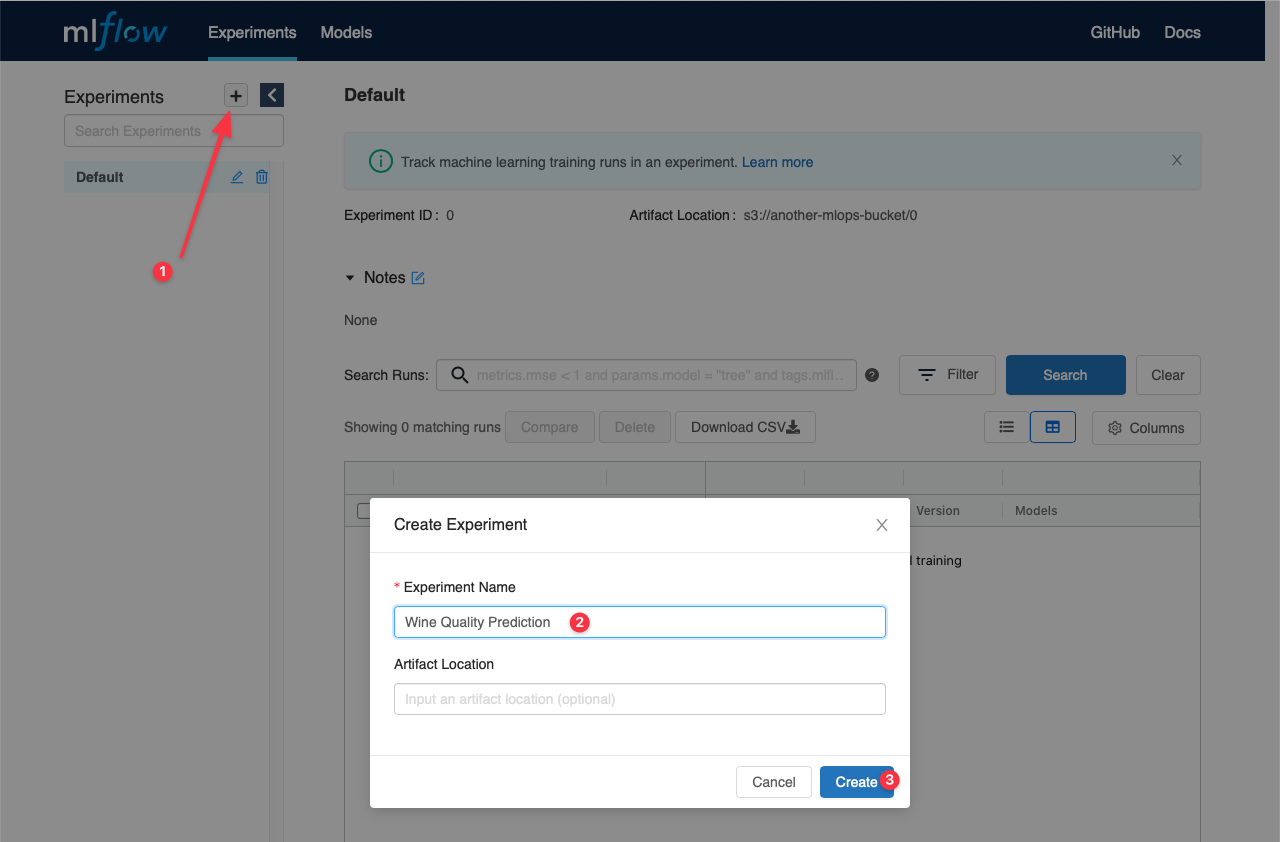 mlflow Experiments Models GitHub Docs
Experiments + Default
Search Experiments
Track machine learning training runs in an experiment. Learn more
Default
Experiment ID : 0 Artifact Location : s3://another-mlops-bucket/0
1
Notes
None
Search Runs: metrics.rmse < 1 and params.model = "tree" and tags.mlfl... ? Filter Search Clear
Showing 0 matching runs Compare Delete Download CSV Columns
Version Models
Create Experiment
training
* Experiment Name
Wine Quality Prediction 2
Artifact Location
Input an artifact location (optional)
Cancel Create 3